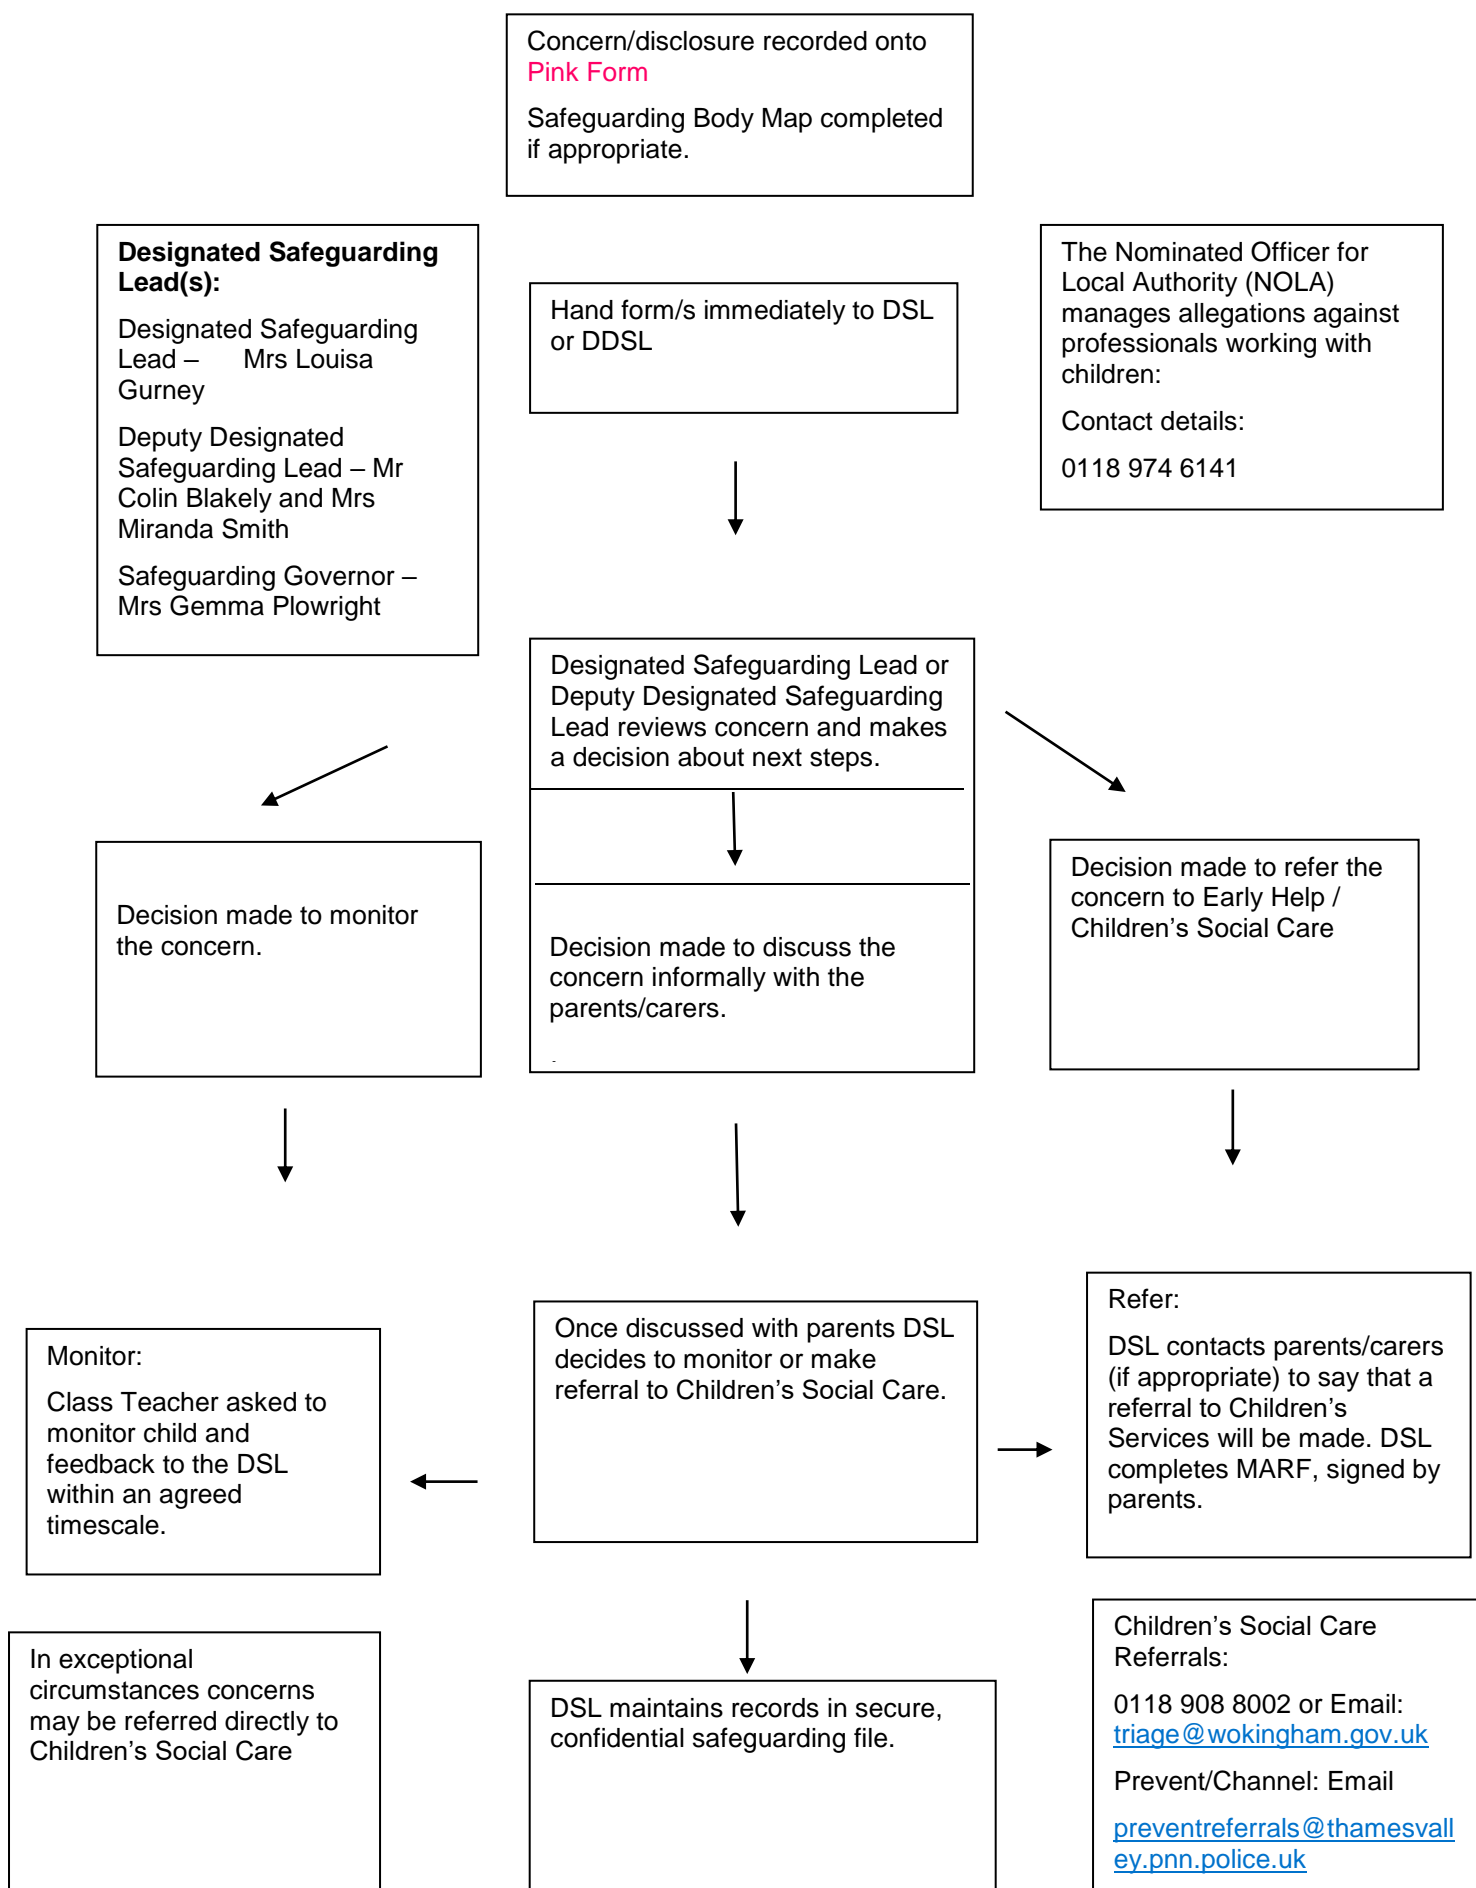 Concern/disclosure recorded onto
Pink Form
Safeguarding Body Map completed
if appropriate.
Designated Safeguarding
Lead(s):
Designated Safeguarding
Lead – Mrs Louisa
Gurney
Deputy Designated
Safeguarding Lead – Mr
Colin Blakely and Mrs
Miranda Smith
Safeguarding Governor –
Mrs Gemma Plowright
Hand form/s immediately to DSL
or DDSL
The Nominated Officer for
Local Authority (NOLA)
manages allegations against
professionals working with
children:
Contact details:
0118 974 6141
Designated Safeguarding Lead or
Deputy Designated Safeguarding
Lead reviews concern and makes
a decision about next steps.
Decision made to monitor
the concern.
Decision made to discuss the
concern informally with the
parents/carers.
.
Decision made to refer the
concern to Early Help /
Children’s Social Care
Monitor:
Class Teacher asked to
monitor child and
feedback to the DSL
within an agreed
timescale.
Once discussed with parents DSL
decides to monitor or make
referral to Children’s Social Care.
Refer:
DSL contacts parents/carers
(if appropriate) to say that a
referral to Children’s
Services will be made. DSL
completes MARF, signed by
parents.
In exceptional
circumstances concerns
may be referred directly to
Children’s Social Care
DSL maintains records in secure,
confidential safeguarding file.
Children’s Social Care
Referrals:
0118 908 8002 or Email:
triage@wokingham.gov.uk
Prevent/Channel: Email
preventreferrals@thamesvall
ey.pnn.police.uk